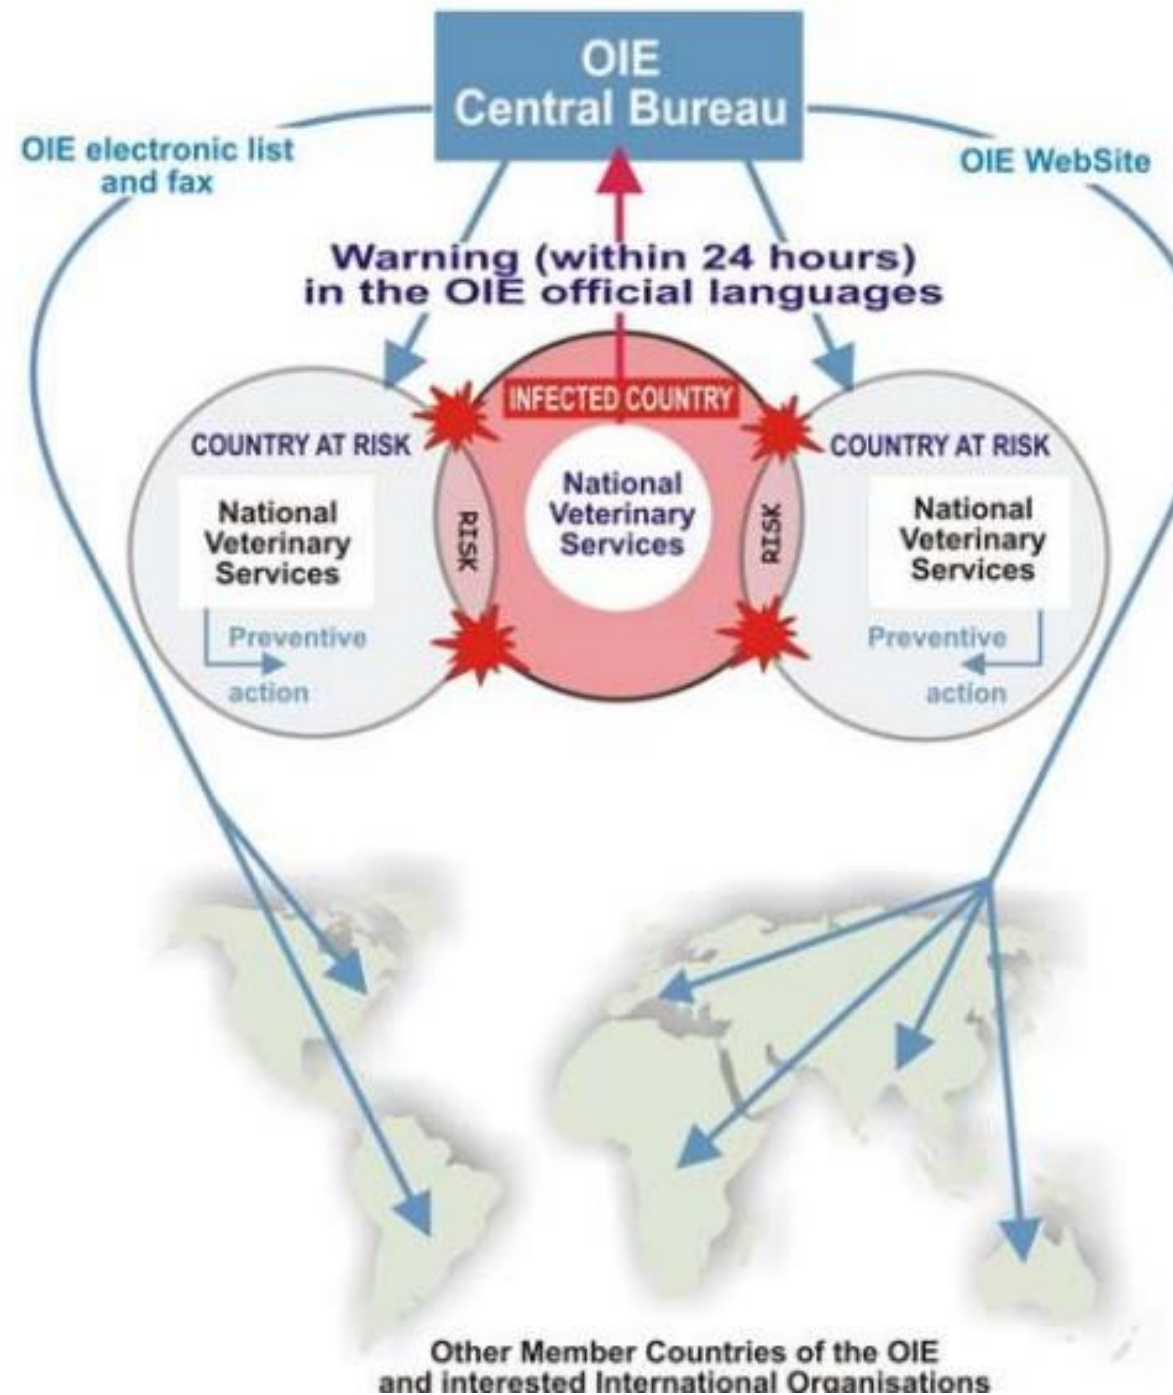 OIE
Central Bureau
OIE electronic list
and fax
OIE WebSite
Warning (within 24 hours)
in the OIE official languages
INFECTED COUNTRY
COUNTRY AT RISK
National
Veterinary
Services
Preventive
action
RISK
National
Veterinary
Services
RISK
COUNTRY AT RISK
National
Veterinary
Services
Preventive
action
Other Member Countries of the OIE
and interested International Organisations